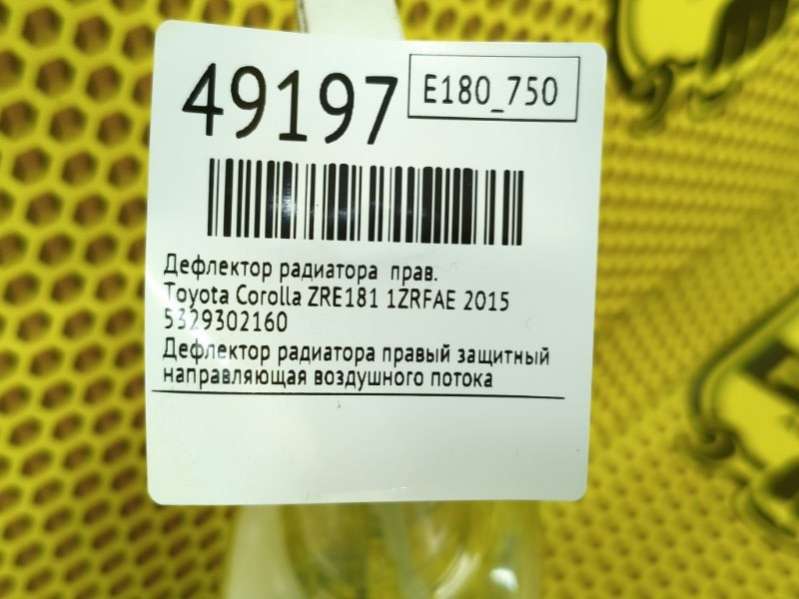 49197
E180_750
Дефлектор радиатора прав.
Toyota Corolla ZRE181 1ZRFAE 2015
5329302160
Дефлектор радиатора правый защитный
направляющая воздушного потока